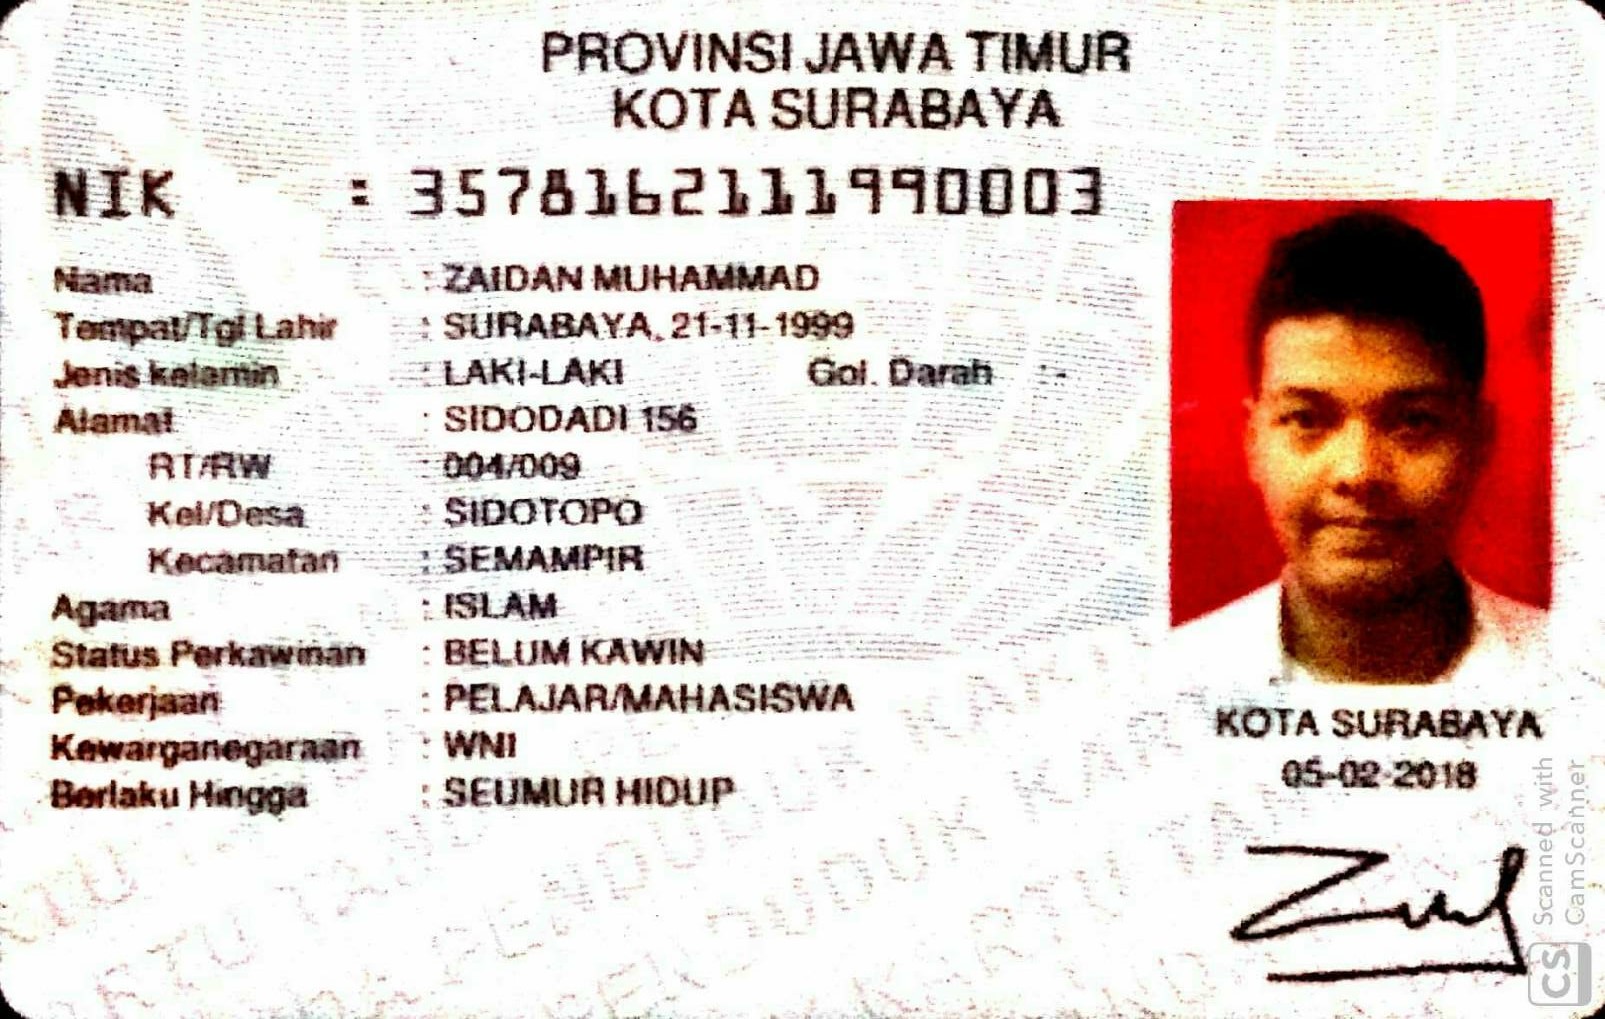 PROVINSI JAWA TIMUR
KOTA SURABAYA
NIK : 3578162111990003
Nama : ZAIDAN MUHAMMAD
Tempat/Tgl Lahir : SURABAYA, 21-11-1999
Jenis kelamin : LAKI-LAKI Gol. Darah : -
Alamat : SIDODADI 156
RT/RW : 004/009
Kel/Desa : SIDOTOPO
Kecamatan : SEMAMPIR
Agama : ISLAM
Status Perkawinan : BELUM KAWIN
Pekerjaan : PELAJAR/MAHASISWA
Kewarganegaraan : WNI
Berlaku Hingga : SEUMUR HIDUP
KOTA SURABAYA
05-02-2018
Scanned with
CamScanner
CS